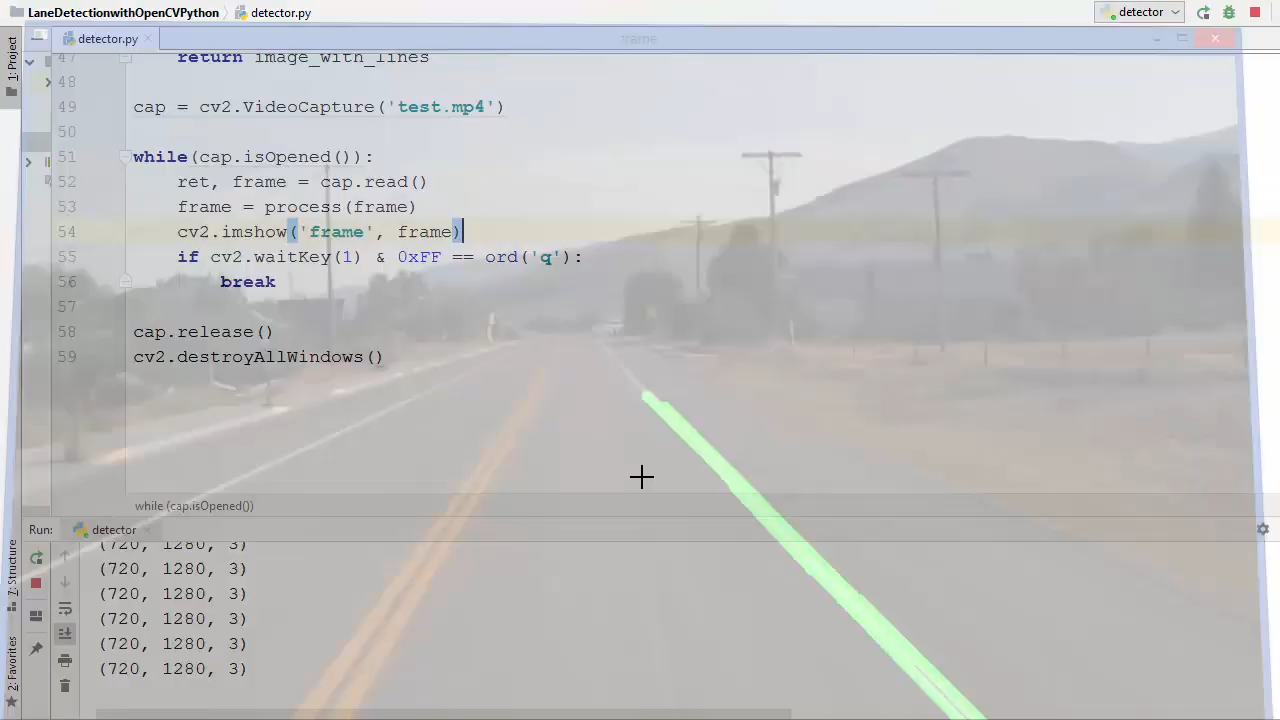 LaneDetectionwithOpenCVPython
detector.py
detector
1: Project
detector.py
frame
47 return image_with_lines
48
49 cap = cv2.VideoCapture('test.mp4')
50
51 while(cap.isOpened()):
52 ret, frame = cap.read()
53 frame = process(frame)
54 cv2.imshow('frame', frame)
55 if cv2.waitKey(1) & 0xFF == ord('q'):
56 break
57
58 cap.release()
59 cv2.destroyAllWindows()
while (cap.isOpened())
Run: detector
(720, 1280, 3)
(720, 1280, 3)
(720, 1280, 3)
(720, 1280, 3)
(720, 1280, 3)
(720, 1280, 3)
7: Structure
2: Favorites